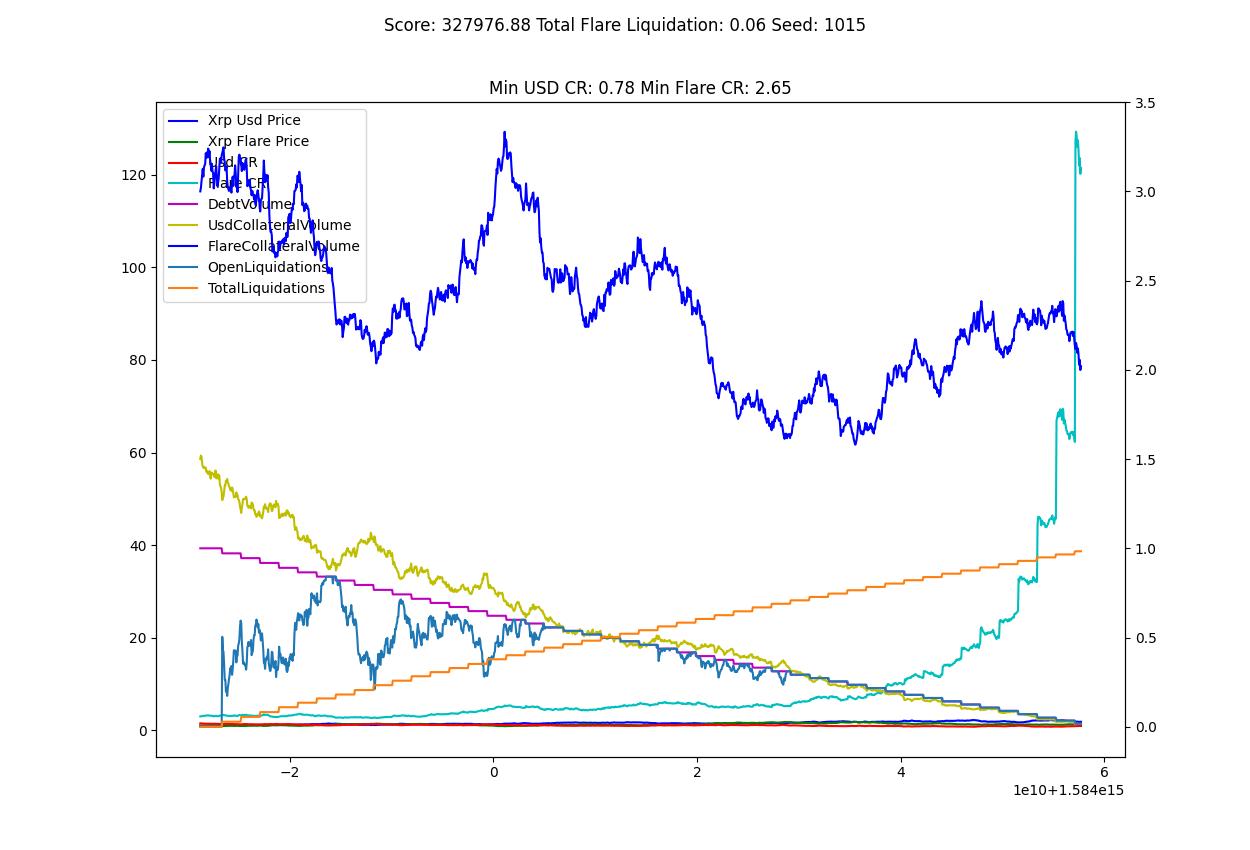 Score: 327976.88 Total Flare Liquidation: 0.06 Seed: 1015
Min USD CR: 0.78 Min Flare CR: 2.65
Xrp Usd Price
Xrp Flare Price
Usd CR
Flare CR
DebtVolume
UsdCollateralVolume
FlareCollateralVolume
OpenLiquidations
TotalLiquidations
120
100
80
60
40
20
0
3.5
3.0
2.5
2.0
1.5
1.0
0.5
0.0
−2 0 2 4 6
1e10+1.584e15